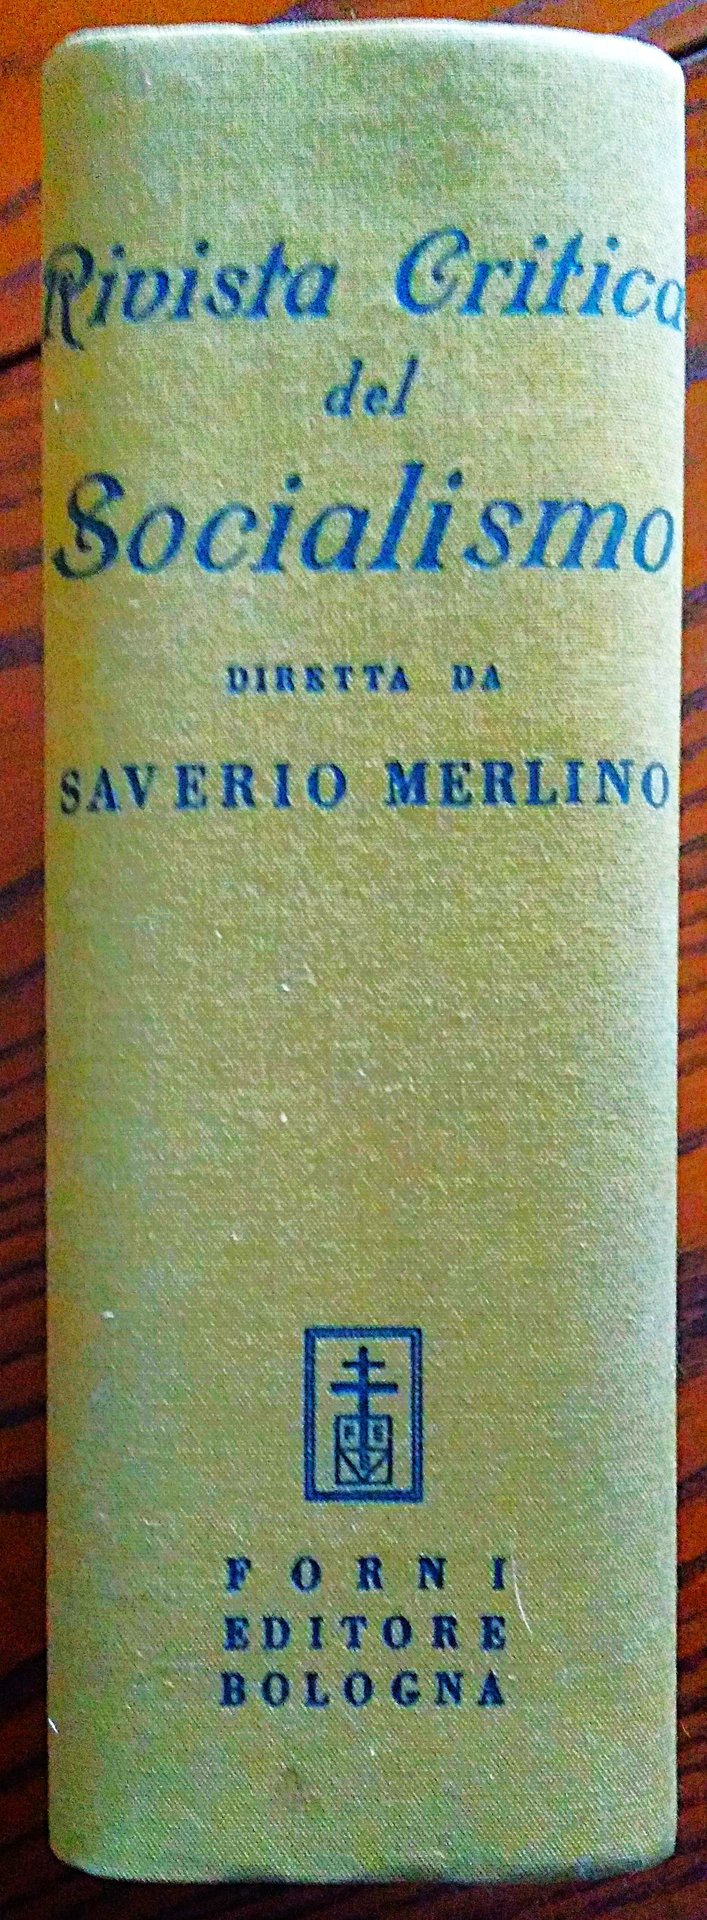 Rivista Critica
del
Socialismo
DIRETTA DA
SAVERIO MERLINO
FORNI
EDITORE
BOLOGNA